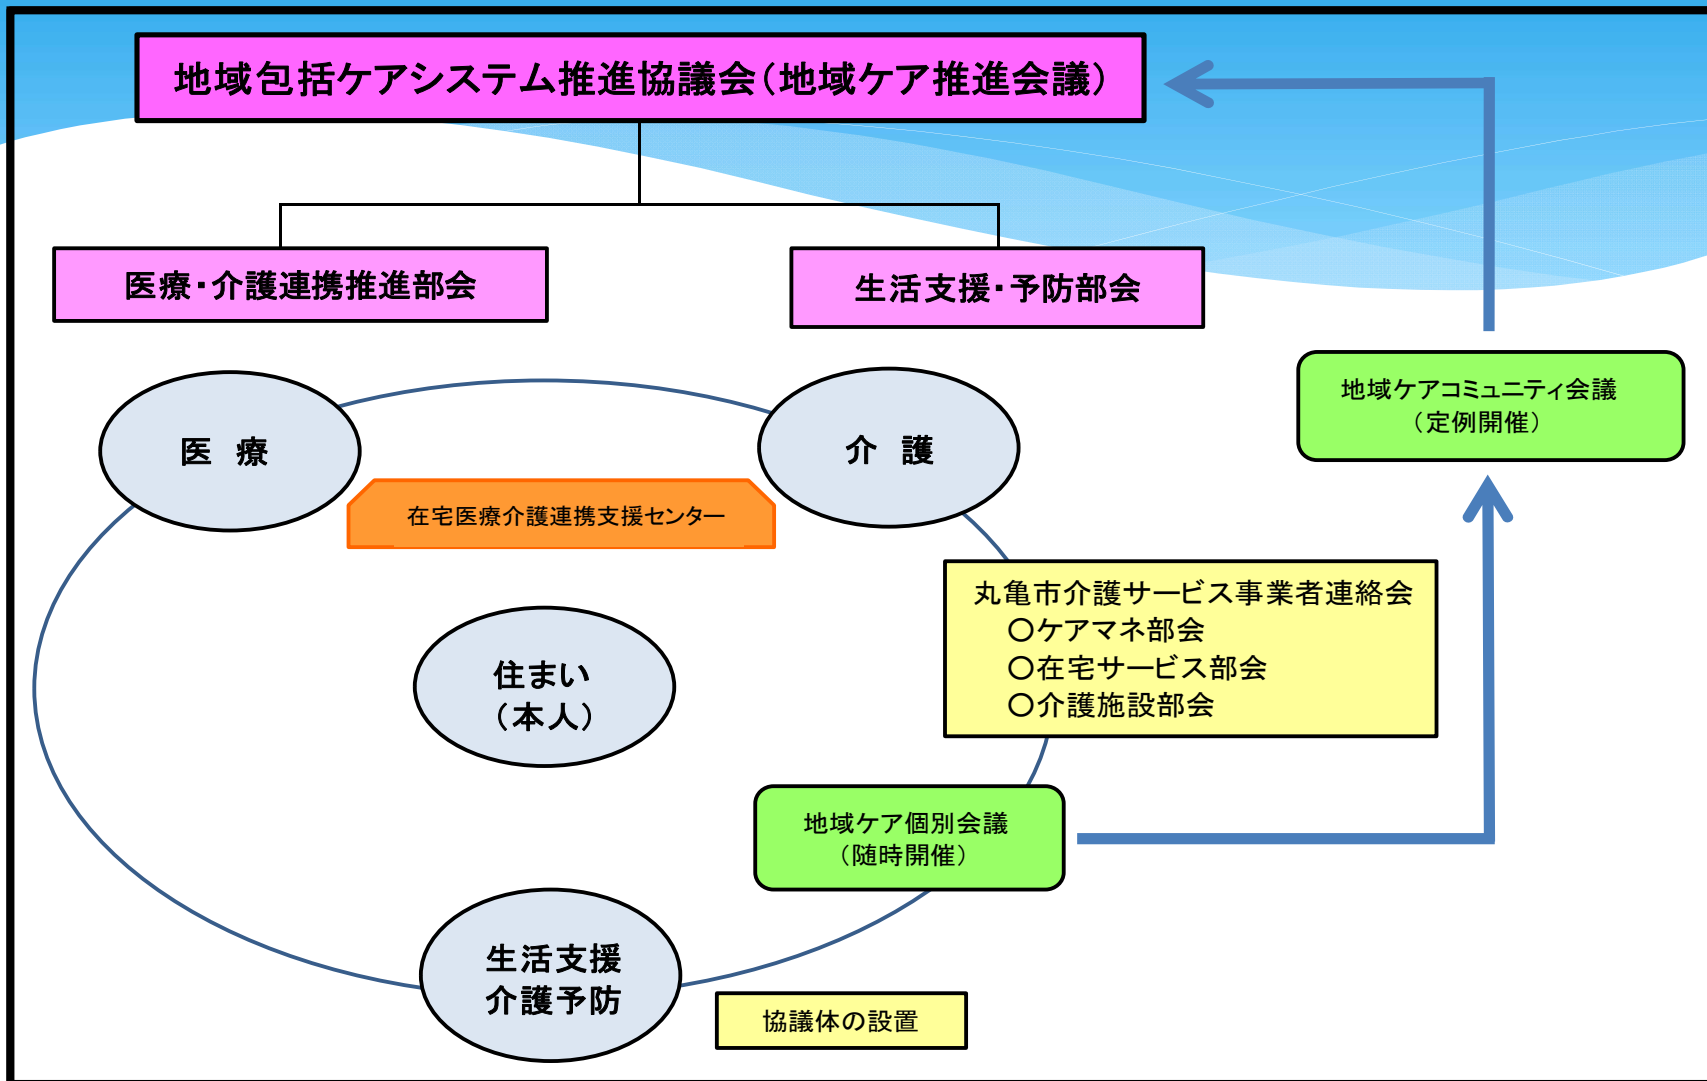 地域包括ケアシステム推進協議会（地域ケア推進会議）
医療・介護連携推進部会
生活支援・予防部会
地域ケアコミュニティ会議
（定例開催）
医　療
介　護
在宅医療介護連携支援センター
丸亀市介護サービス事業者連絡会
○ケアマネ部会
○在宅サービス部会
○介護施設部会
住まい
（本人）
地域ケア個別会議
（随時開催）
生活支援
介護予防
協議体の設置